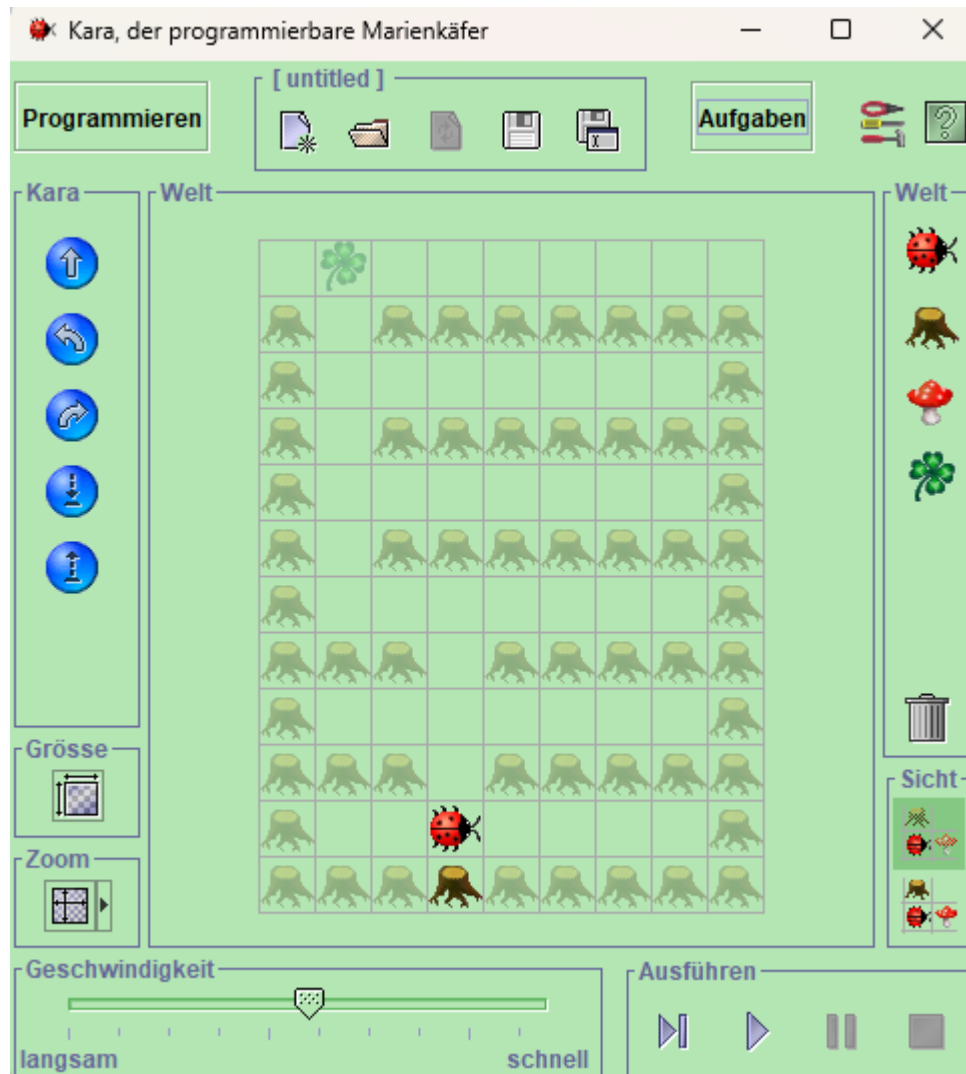 Kara, der programmierbare Marienkäfer
Programmieren
[ untitled ]
Aufgaben
Kara
Welt
Welt
Grösse
Zoom
Sicht
Geschwindigkeit
langsam
schnell
Ausführen